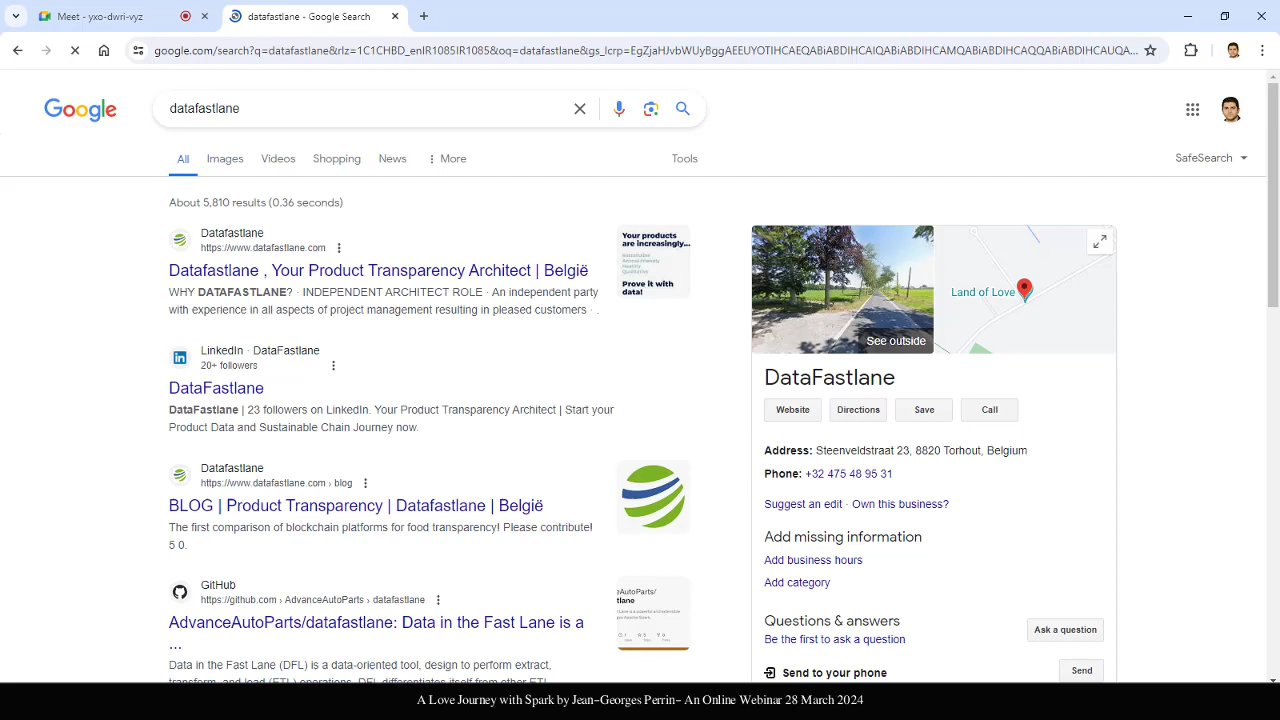 Meet - yxo-dwri-vyz
datafastlane - Google Search
google.com/search?q=datafastlane&rlz=1C1CHBD_enIR1085IR1085&oq=datafastlane&gs_lcrp=EgZjaHJvbWUyBggAEEUYOTIHCAEQABiABDIHCAIQABiABDIHCAMQABiABDIHCAQQABiABDIHCAUQA...
Google
datafastlane
All Images Videos Shopping News More Tools SafeSearch
About 5,810 results (0.36 seconds)
Datafastlane
https://www.datafastlane.com
Datafastlane , Your Product Transparency Architect | België
WHY DATAFASTLANE? · INDEPENDENT ARCHITECT ROLE · An independent party
with experience in all aspects of project management resulting in pleased customers · .
Your products
are increasingly...
Prove it with
data!
LinkedIn · DataFastlane
20+ followers
DataFastlane
DataFastlane | 23 followers on LinkedIn. Your Product Transparency Architect | Start your
Product Data and Sustainable Chain Journey now.
Datafastlane
https://www.datafastlane.com › blog
BLOG | Product Transparency | Datafastlane | België
The first comparison of blockchain platforms for food transparency! Please contribute!
5 0.
GitHub
https://github.com › AdvanceAutoParts › datafastlane
AdvanceAutoParts/datafastlane: Data in the Fast Lane is a
...
Data in the Fast Lane (DFL) is a data-oriented tool, design to perform extract,
transform, and load (ETL) operations. DFL differentiates itself from other ETL
eAutoParts/
tlane
See outside
Land of Love
DataFastlane
Website Directions Save Call
Address: Steenveldstraat 23, 8820 Torhout, Belgium
Phone: +32 475 48 95 31
Suggest an edit · Own this business?
Add missing information
Add business hours
Add category
Questions & answers
Be the first to ask a question
Ask a question
Send to your phone
Send
A Love Journey with Spark by Jean-Georges Perrin- An Online Webinar 28 March 2024